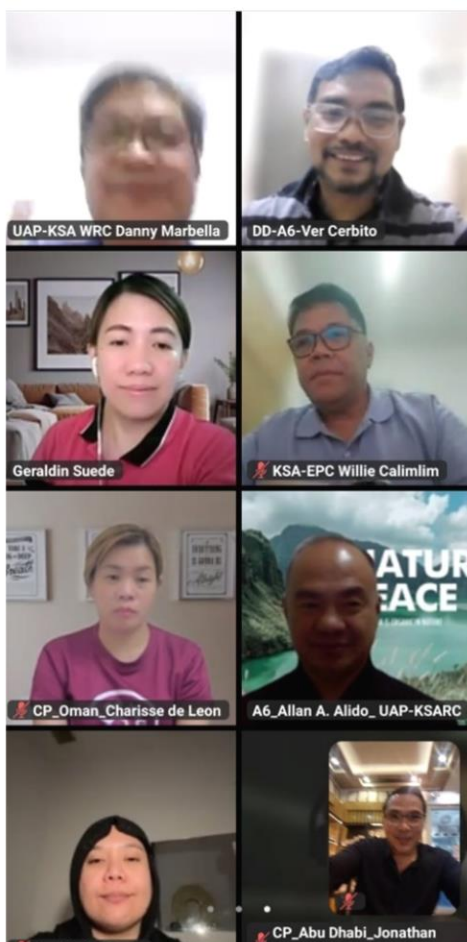 UAP-KSA WRC Danny Marbella
DD-A6-Ver Cerbito
Geraldin Suede
KSA-EPC Willie Calimlim
EVERYTHING
CP_Oman_Charisse de Leon
NATUR
EACE
A6_Allan A. Alido_ UAP-KSARC
CP_Abu Dhabi_Jonathan